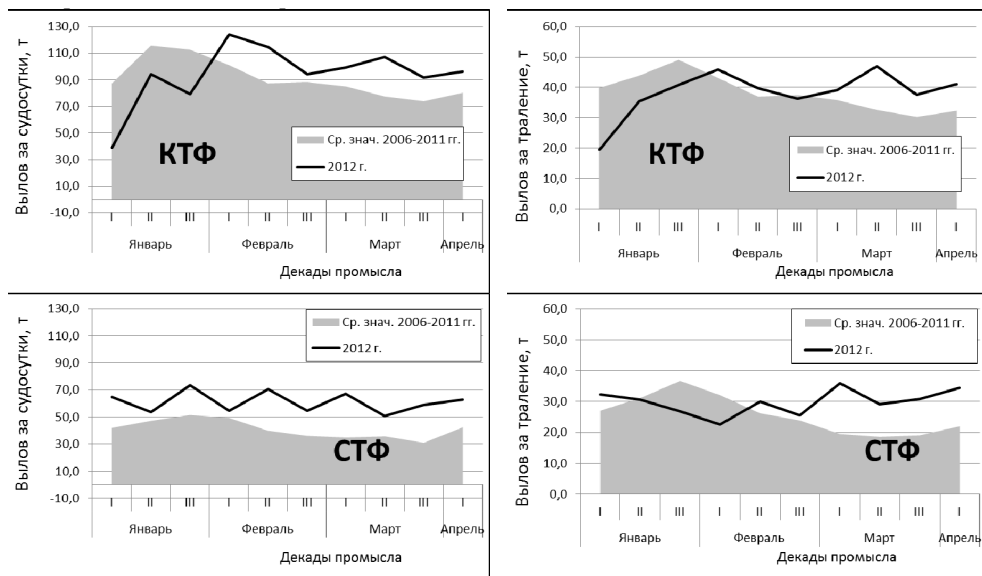 Вылов за судосутки, т
130,0
110,0
90,0
70,0
50,0
30,0
10,0
-10,0
КТФ
Ср. знач. 2006-2011 гг.
2012 г.
I II III I II III I II III I
Январь Февраль Март Апрель
Декады промысла
Вылов за траление, т
60,0
50,0
40,0
30,0
20,0
10,0
0,0
КТФ
Ср. знач. 2006-2011 гг.
2012 г.
I II III I II III I II III I
Январь Февраль Март Апрель
Декады промысла
Вылов за судосутки, т
130,0
110,0
90,0
70,0
50,0
30,0
10,0
-10,0
СТФ
Ср. знач. 2006-2011 гг.
2012 г.
I II III I II III I II III I
Январь Февраль Март Апрель
Декады промысла
Вылов за траление, т
60,0
50,0
40,0
30,0
20,0
10,0
0,0
СТФ
Ср. знач. 2006-2011 гг.
2012 г.
I II III I II III I II III I
Январь Февраль Март Апрель
Декады промысла